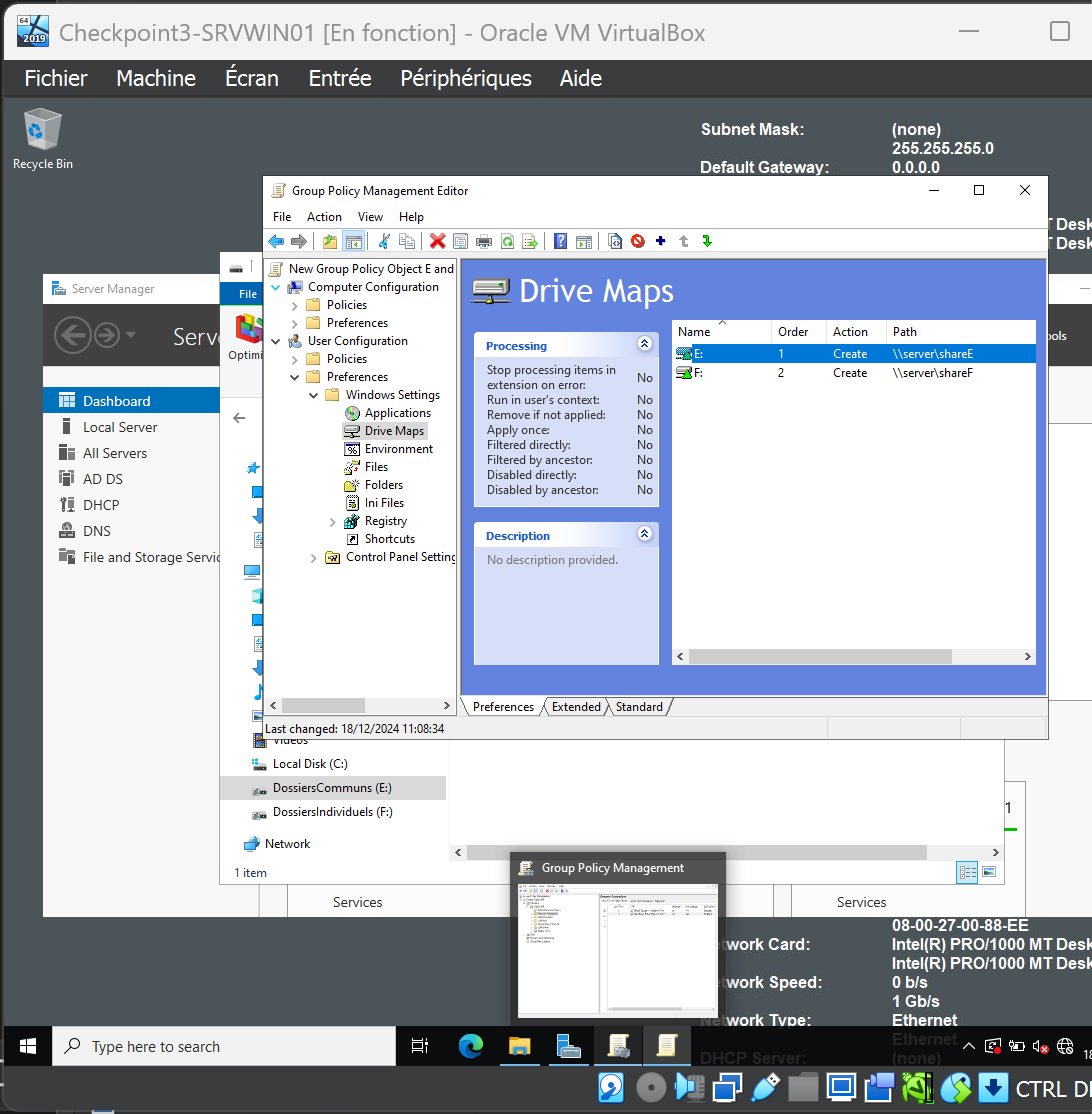 64
2019
Checkpoint3-SRVWIN01 [En fonction] - Oracle VM VirtualBox
Fichier Machine Écran Entrée Périphériques Aide
Recycle Bin
Subnet Mask: (none)
255.255.255.0
Default Gateway: 0.0.0.0
Group Policy Management Editor
File Action View Help
T Desk
T Desk
New Group Policy Object E and
Computer Configuration
Policies
Preferences
User Configuration
Policies
Preferences
Windows Settings
Applications
Drive Maps
Environment
Files
Folders
Ini Files
Registry
Shortcuts
Control Panel Setting
Drive Maps
Processing
Stop processing items in extension on error: No
Run in user's context: No
Remove if not applied: No
Apply once: No
Filtered directly: No
Filtered by ancestor: No
Disabled directly: No
Disabled by ancestor: No
Description
No description provided.
Name Order Action Path
E: 1 Create \\server\shareE
F: 2 Create \\server\shareF
Preferences Extended Standard
Last changed: 18/12/2024 11:08:34
Server Manager
Serve
ools
Dashboard
Local Server
All Servers
AD DS
DHCP
DNS
File and Storage Servic
File
Optimi
Videos
Local Disk (C:)
DossiersCommuns (E:)
DossiersIndividuels (F:)
Network
1 item
1
Services
Services
Group Policy Management
08-00-27-00-88-EE
etwork Card: Intel(R) PRO/1000 MT Desk
Intel(R) PRO/1000 MT Desk
etwork Speed: 0 b/s
1 Gb/s
Network Type: Ethernet
Ethernet
DHCP Server: (none)
Type here to search
18
CTRL DR